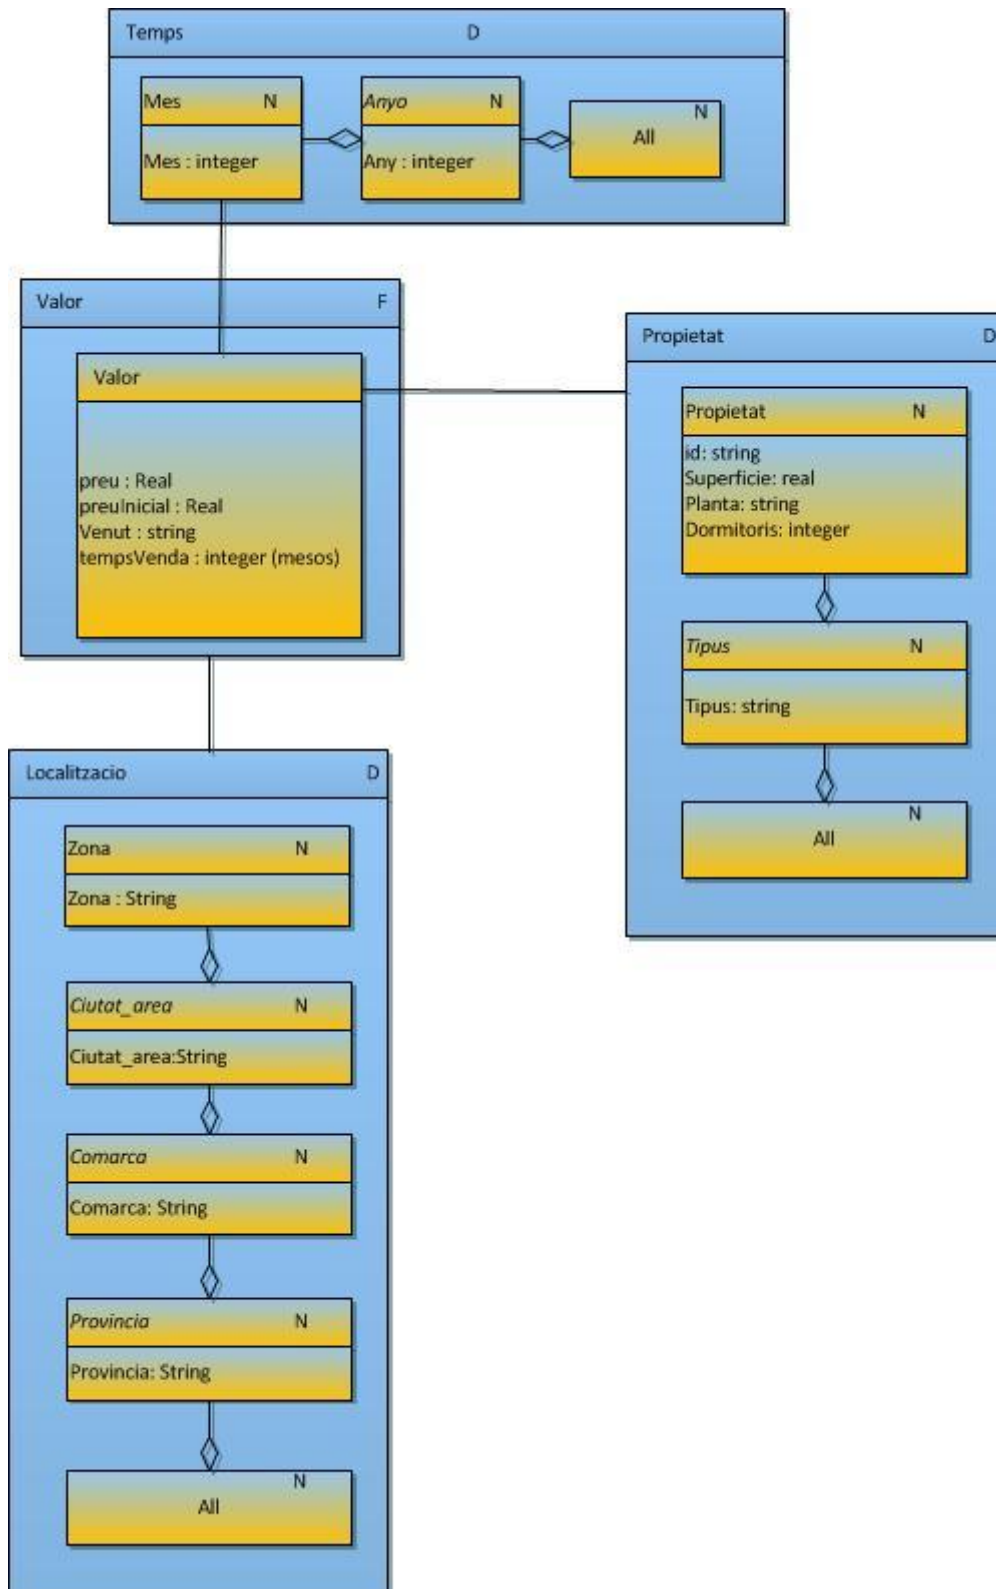 Temps D
Mes N
Mes : integer
Anyo N
Any : integer
N
All
Valor F
Valor
preu : Real
preuInicial : Real
Venut : string
tempsVenda : integer (mesos)
Propietat D
Propietat N
id: string
Superficie: real
Planta: string
Dormitoris: integer
Tipus N
Tipus: string
N
All
Localitzacio D
Zona N
Zona : String
Ciutat_area N
Ciutat_area:String
Comarca N
Comarca: String
Provincia N
Provincia: String
N
All